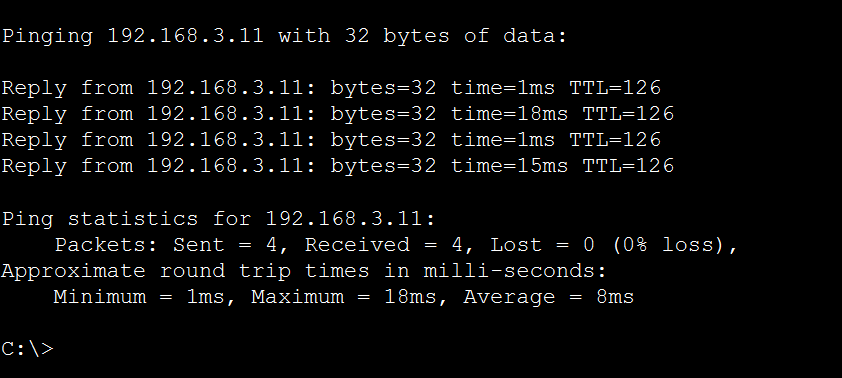 Pinging 192.168.3.11 with 32 bytes of data:
Reply from 192.168.3.11: bytes=32 time=1ms TTL=126
Reply from 192.168.3.11: bytes=32 time=18ms TTL=126
Reply from 192.168.3.11: bytes=32 time=1ms TTL=126
Reply from 192.168.3.11: bytes=32 time=15ms TTL=126
Ping statistics for 192.168.3.11:
    Packets: Sent = 4, Received = 4, Lost = 0 (0% loss),
Approximate round trip times in milli-seconds:
    Minimum = 1ms, Maximum = 18ms, Average = 8ms
C:\>